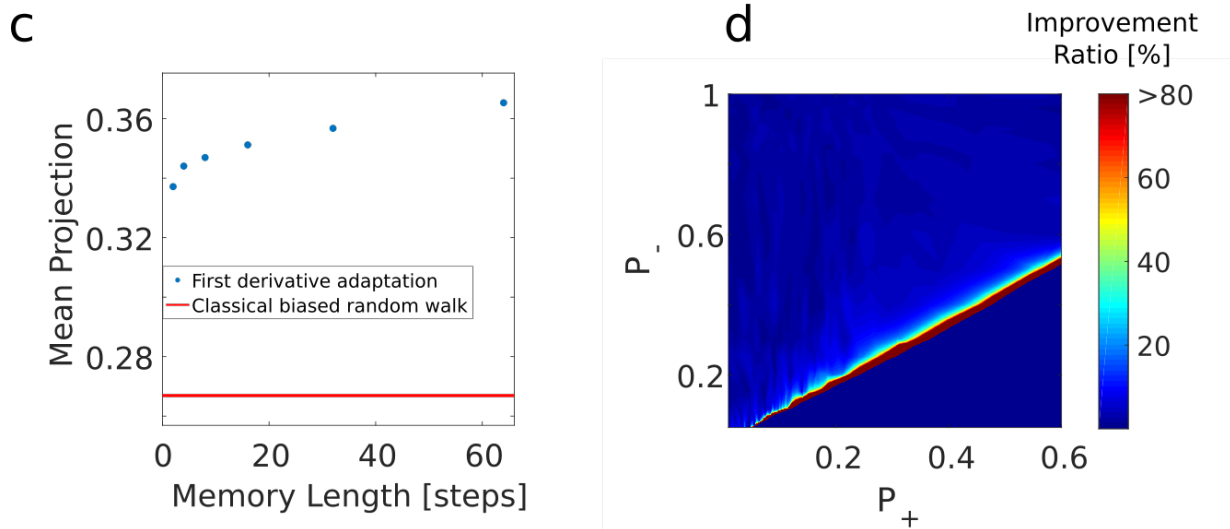 c
Mean Projection
0.36
0.32
0.28
First derivative adaptation
Classical biased random walk
0 20 40 60
Memory Length [steps]
d
Improvement
Ratio [%]
P_
1
0.6
0.2
0.2 0.4 0.6
P+
>80
60
40
20